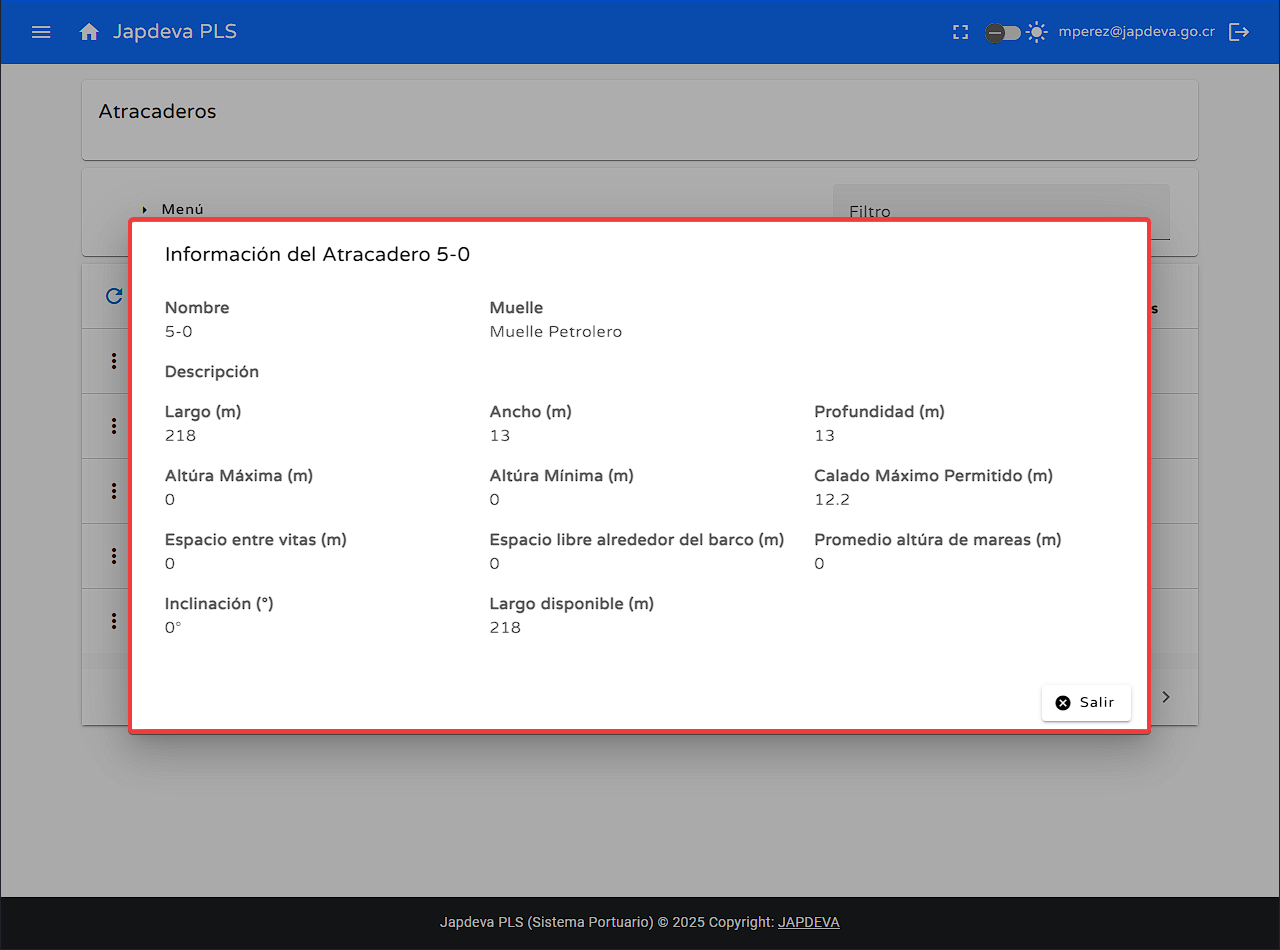 Japdeva PLS
mperez@japdeva.go.cr
Atracaderos
Menú
Filtro
Información del Atracadero 5-0
Nombre
5-0
Muelle
Muelle Petrolero
Descripción
Largo (m)
218
Ancho (m)
13
Profundidad (m)
13
Altúra Máxima (m)
0
Altúra Mínima (m)
0
Calado Máximo Permitido (m)
12.2
Espacio entre vitas (m)
0
Espacio libre alrededor del barco (m)
0
Promedio altúra de mareas (m)
0
Inclinación (°)
0°
Largo disponible (m)
218
Salir
Japdeva PLS (Sistema Portuario) © 2025 Copyright: JAPDEVA